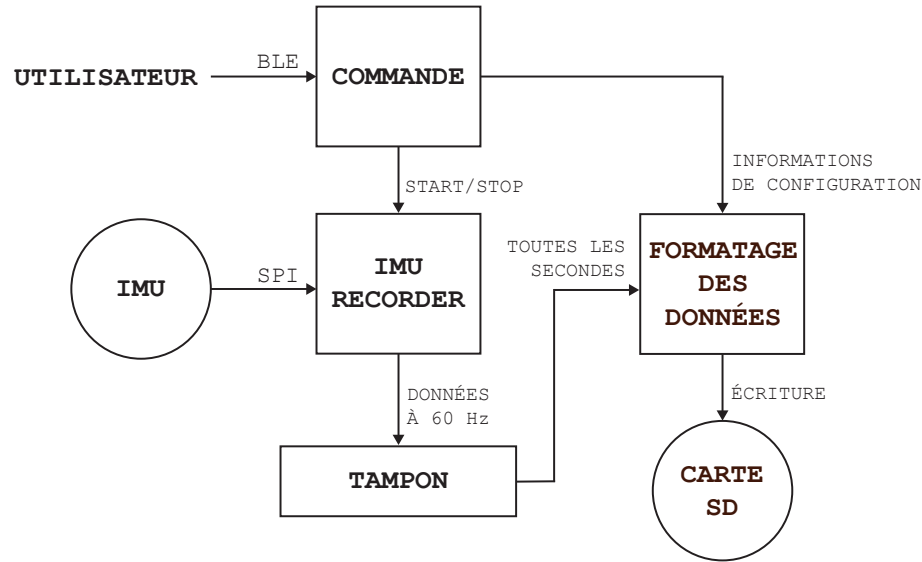 BLE
UTILISATEUR
COMMANDE
INFORMATIONS
DE CONFIGURATION
START/STOP
IMU
SPI
IMU
RECORDER
TOUTES LES
SECONDES
FORMATAGE
DES
DONNÉES
DONNÉES
À 60 Hz
ÉCRITURE
TAMPON
CARTE
SD